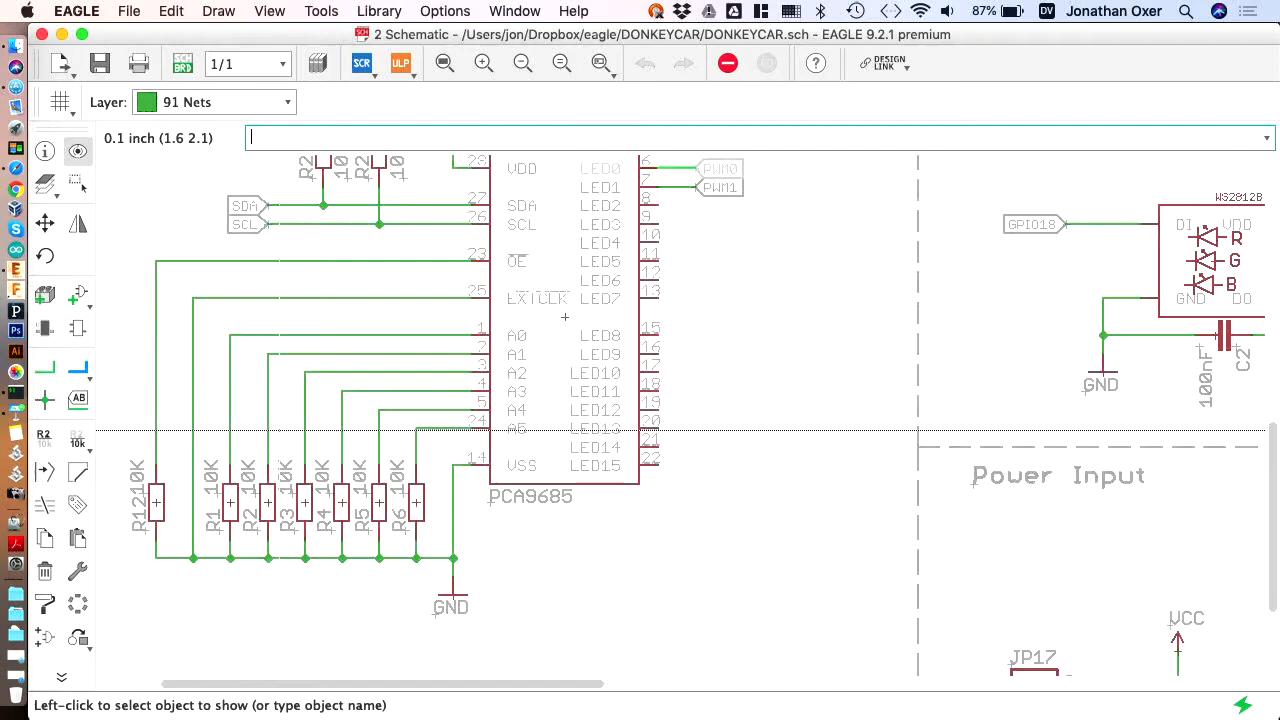 EAGLE File Edit Draw View Tools Library Options Window Help 87% DV Jonathan Oxer
2 Schematic - /Users/jon/Dropbox/eagle/DONKEYCAR/DONKEYCAR.sch - EAGLE 9.2.1 premium
SCH BRD 1/1 SCR ULP DESIGN LINK
Layer: 91 Nets
0.1 inch (1.6 2.1)
R2 10 R2 10 28 VDD LED0 6 PWM0
LED1 7 PWM1
SDA 27 SDA LED2 8 WS2812B
SCL 26 SCL LED3 9 GPIO18 DI VDD
LED4 10 R
23 OE LED5 11 G
LED6 12 B
25 EXTCLK LED7 13 GND DO
1 A0 LED8 15
2 A1 LED9 16
3 A2 LED10 17 100nF C2
4 A3 LED11 18 GND
5 A4 LED12 19
24 A5 LED13 20
LED14 21
14 VSS LED15 22
Power Input
PCA9685
R12 10K R1 10K R2 10K R3 10K R4 10K R5 10K R6 10K
GND
VCC
JP17
Left-click to select object to show (or type object name)